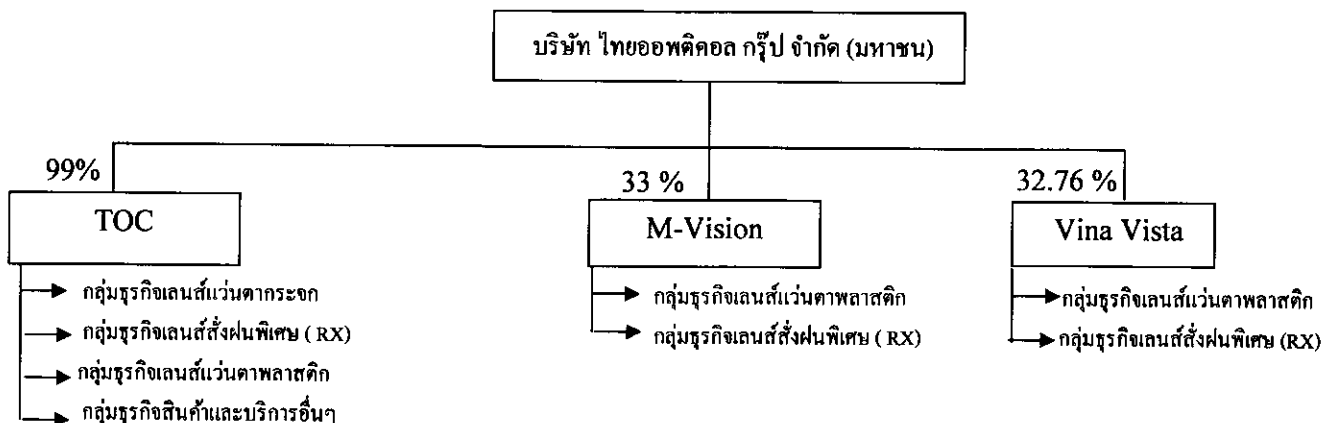 บริษัท ไทยออพติคอล กรุ๊ป จำกัด (มหาชน)
99%
33 %
32.76 %
TOC
M-Vision
Vina Vista
กลุ่มธุรกิจเลนส์แว่นตากระจก
กลุ่มธุรกิจเลนส์สั่งฝนพิเศษ ( RX)
กลุ่มธุรกิจเลนส์แว่นตาพลาสติก
กลุ่มธุรกิจสินค้าและบริการอื่นๆ
กลุ่มธุรกิจเลนส์แว่นตาพลาสติก
กลุ่มธุรกิจเลนส์สั่งฝนพิเศษ ( RX)
กลุ่มธุรกิจเลนส์แว่นตาพลาสติก
กลุ่มธุรกิจเลนส์สั่งฝนพิเศษ (RX)